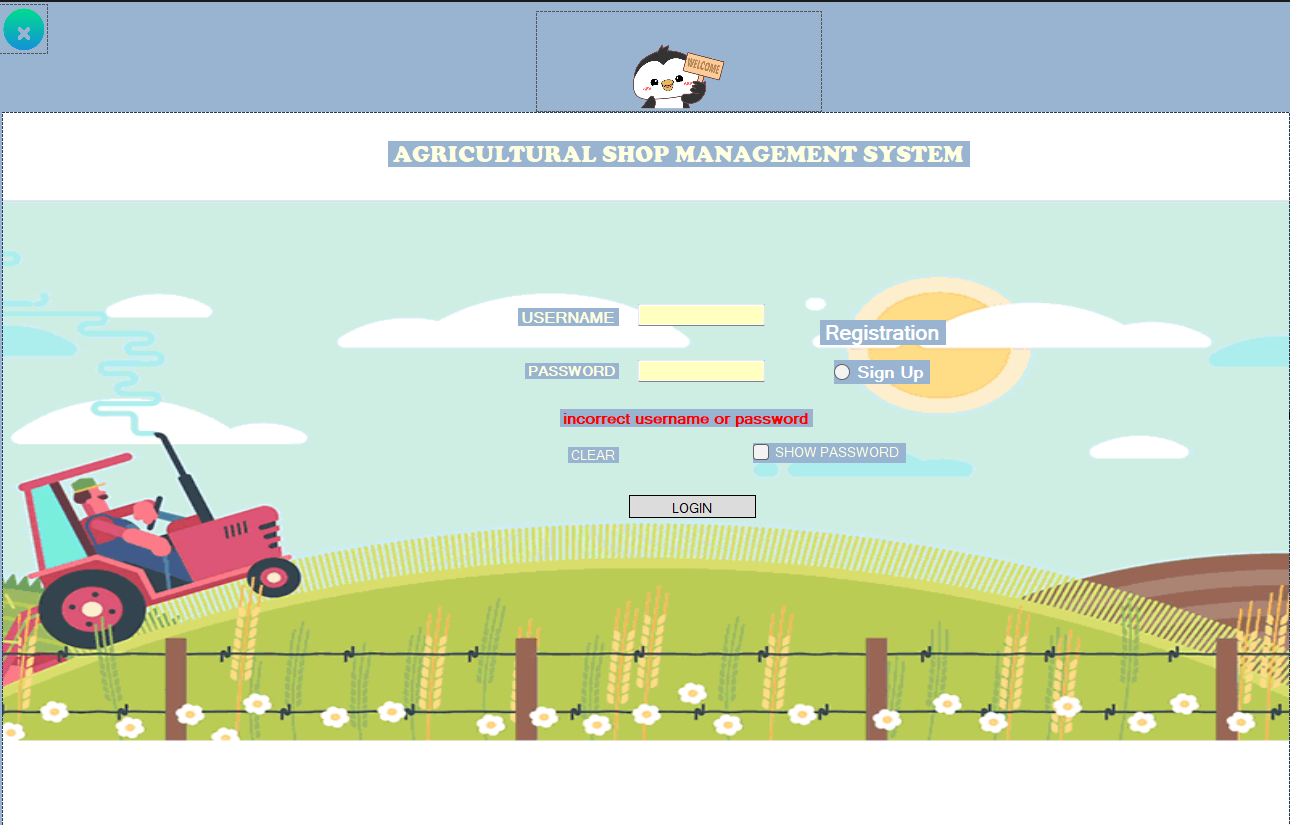 WELCOME
AGRICULTURAL SHOP MANAGEMENT SYSTEM
USERNAME
Registration
PASSWORD
Sign Up
incorrect username or password
CLEAR
SHOW PASSWORD
LOGIN